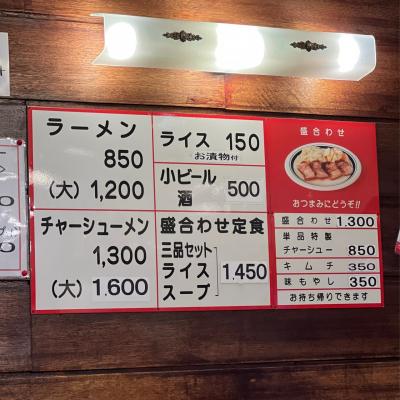 ラーメン
850
(大) 1,200
チャーシューメン
1,300
(大) 1.600
ライス 150
お漬物付
小ビール
酒
500
盛合わせ定食
三品セット
ライス
スープ
1.450
盛合わせ
おつまみにどうぞ!!
盛合わせ 1,300
単品特製
チャーシュー 850
キムチ 350
味もやし 350
お持ち帰りできます